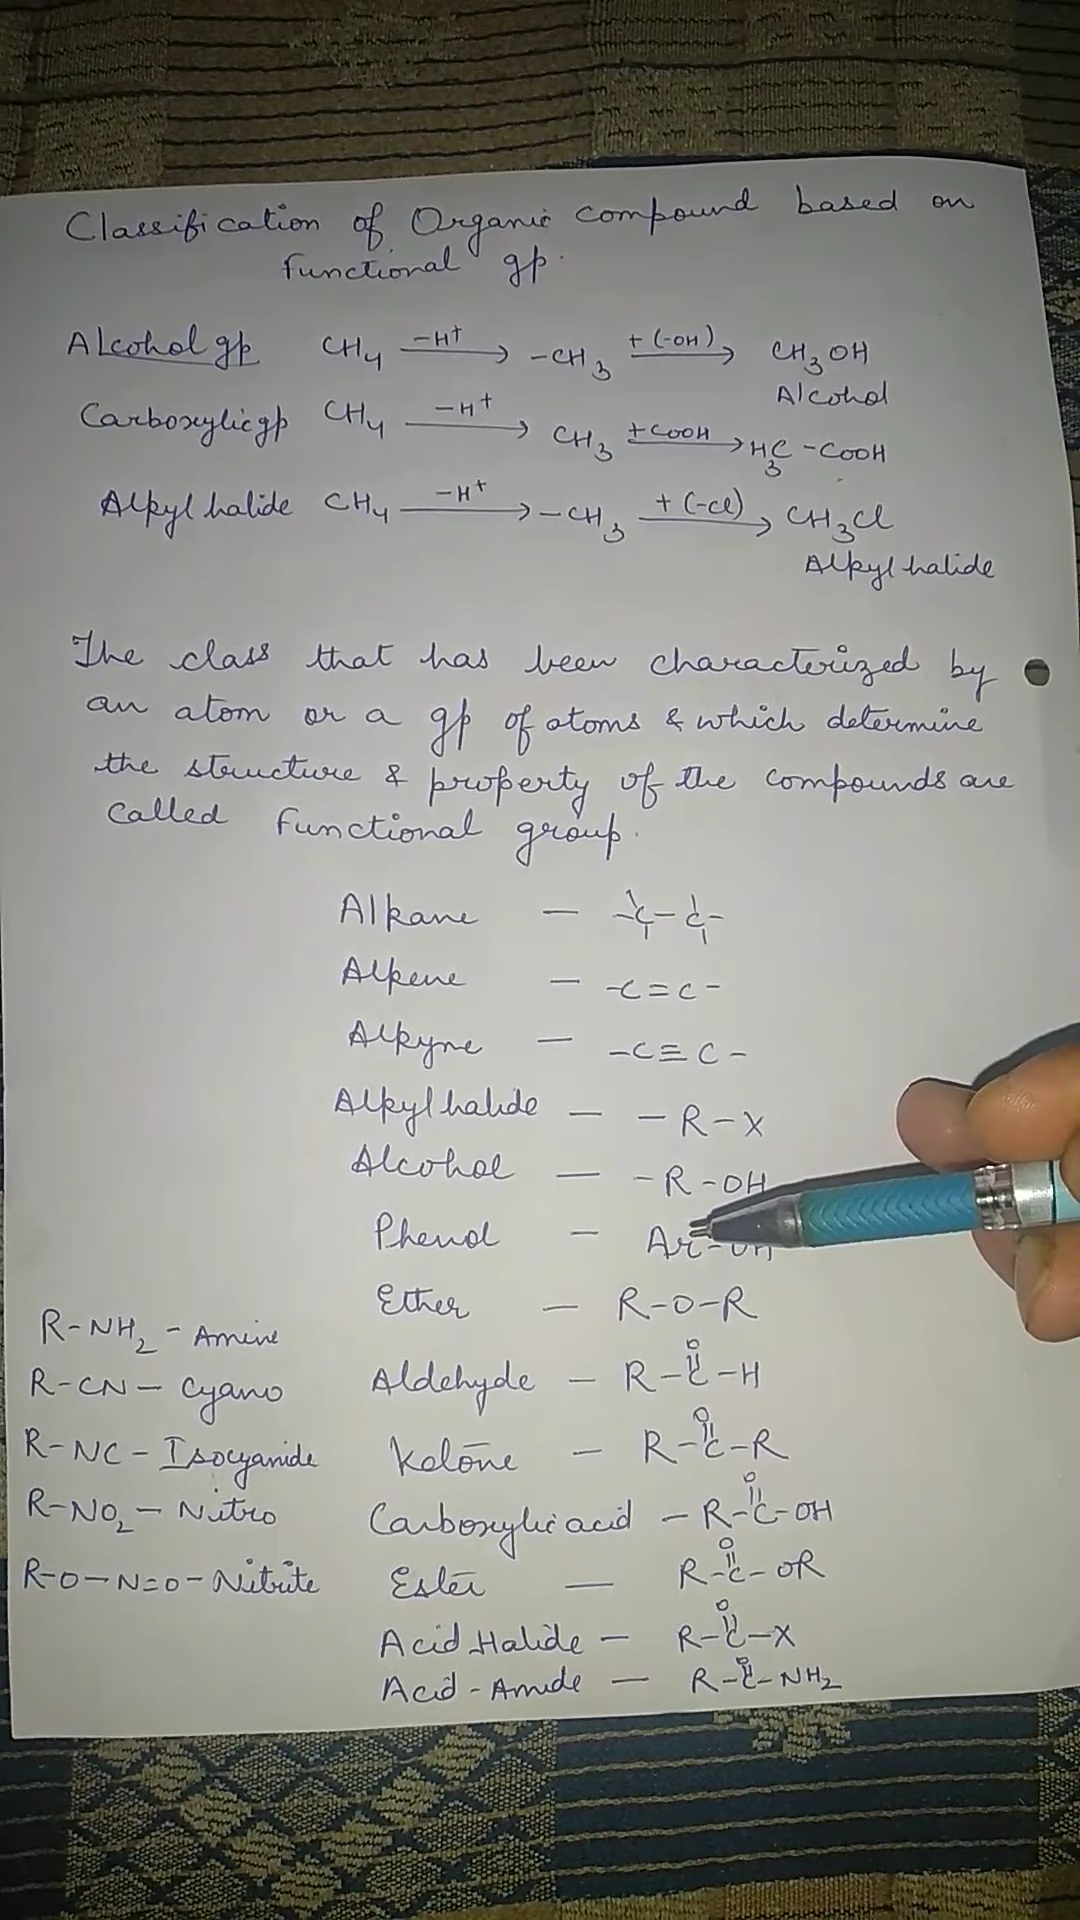 Classification of Organic compound based on
functional gp.
Alcohol gp CH4 —-H+→ -CH3 —+(-OH)→ CH3OH
Alcohol
Carboxylic gp CH4 —-H+→ CH3 —+COOH→ H3C-COOH
Alkyl halide CH4 —-H+→ -CH3 —+(-Cl)→ CH3Cl
Alkyl halide
The class that has been characterized by
an atom or a gp of atoms & which determine
the structure & property of the compounds are
called functional group.
Alkane — -C-C-
Alkene — -C=C-
Alkyne — -C≡C-
Alkyl halide — -R-X
Alcohol — -R-OH
Phenol — Ar-OH
Ether — R-O-R
Aldehyde — R-C(=O)-H
Ketone — R-C(=O)-R
Carboxylic acid — R-C(=O)-OH
Ester — R-C(=O)-OR
Acid Halide — R-C(=O)-X
Acid-Amide — R-C(=O)-NH2
R-NH2 - Amine
R-CN - Cyano
R-NC - Isocyanide
R-NO2 - Nitro
R-O-N=O - Nitrite